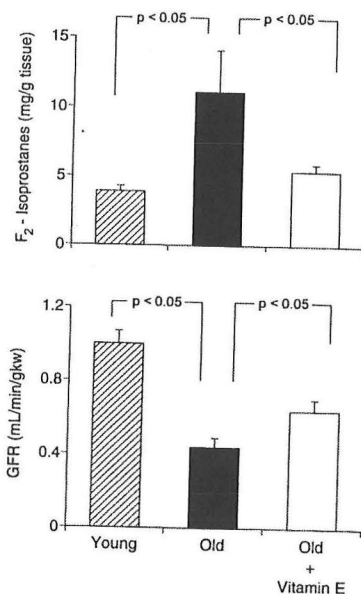 p < 0.05
p < 0.05
F2 - Isoprostanes (mg/g tissue)
15
10
5
0
p < 0.05
p < 0.05
GFR (mL/min/gkw)
1.2
0.8
0.4
0
Young
Old
Old
+
Vitamin E